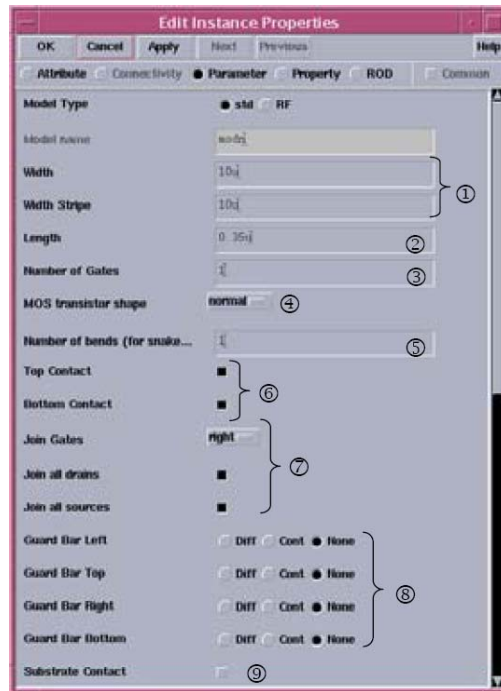 Edit Instance Properties
OK Cancel Apply Next Previous Help
Attribute Connectivity Parameter Property ROD Common
Model Type std RF
Model name modn
Width 10u
①
Width Stripe 10u
Length 0.35u ②
Number of Gates 1 ③
MOS transistor shape normal ④
Number of bends (for snake... 1 ⑤
Top Contact
⑥
Bottom Contact
Join Gates right
⑦
Join all drains
Join all sources
Guard Bar Left Diff Cont None
Guard Bar Top Diff Cont None
⑧
Guard Bar Right Diff Cont None
Guard Bar Bottom Diff Cont None
Substrate Contact ⑨